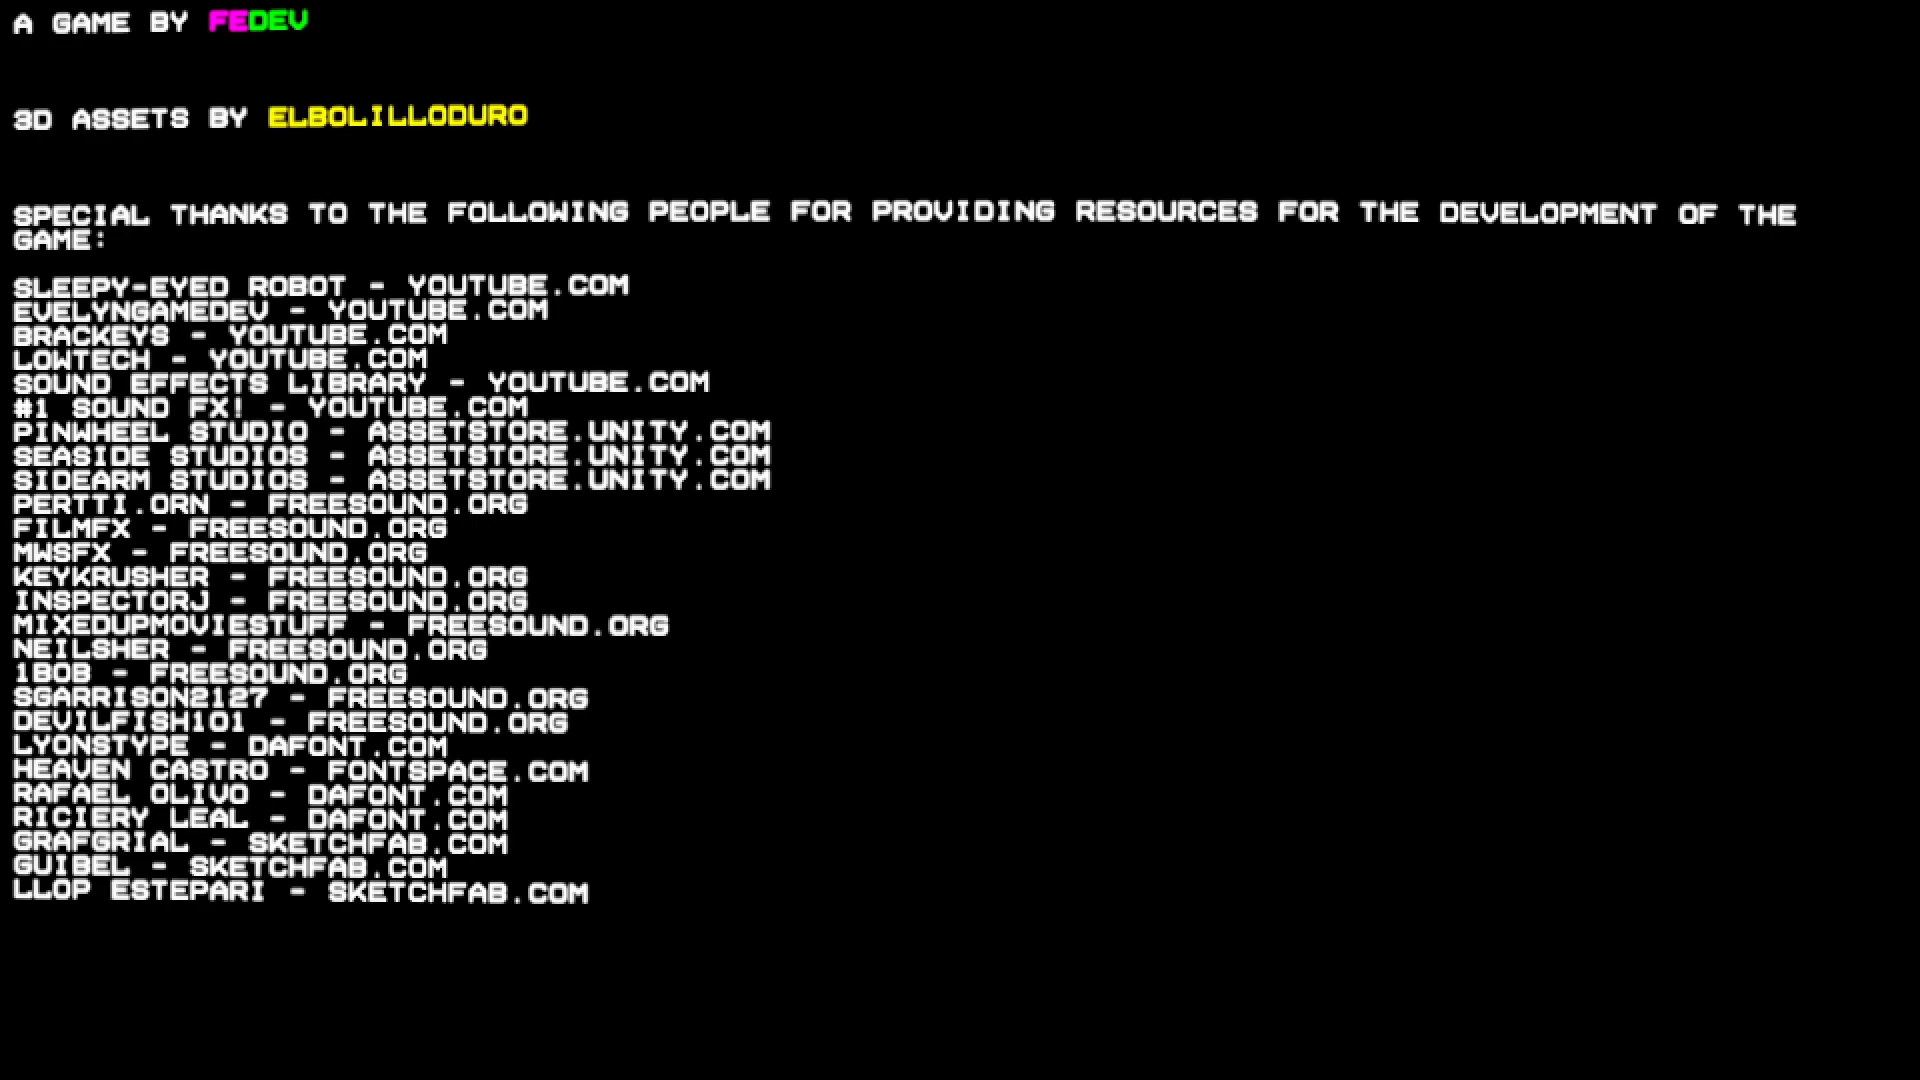 A GAME BY FEDEV
3D ASSETS BY ELBOLILLODURO
SPECIAL THANKS TO THE FOLLOWING PEOPLE FOR PROVIDING RESOURCES FOR THE DEVELOPMENT OF THE
GAME:
SLEEPY-EYED ROBOT - YOUTUBE.COM
EVELYNGAMEDEV - YOUTUBE.COM
BRACKEYS - YOUTUBE.COM
LOWTECH - YOUTUBE.COM
SOUND EFFECTS LIBRARY - YOUTUBE.COM
#1 SOUND FX! - YOUTUBE.COM
PINWHEEL STUDIO - ASSETSTORE.UNITY.COM
SEASIDE STUDIOS - ASSETSTORE.UNITY.COM
SIDEARM STUDIOS - ASSETSTORE.UNITY.COM
PERTTI.ORN - FREESOUND.ORG
FILMFX - FREESOUND.ORG
MWSFX - FREESOUND.ORG
KEYKRUSHER - FREESOUND.ORG
INSPECTORJ - FREESOUND.ORG
MIXEDUPMOVIESTUFF - FREESOUND.ORG
NEILSHER - FREESOUND.ORG
1BOB - FREESOUND.ORG
SGARRISON2127 - FREESOUND.ORG
DEVILFISH101 - FREESOUND.ORG
LYONSTYPE - DAFONT.COM
HEAVEN CASTRO - FONTSPACE.COM
RAFAEL OLIVO - DAFONT.COM
RICIERY LEAL - DAFONT.COM
GRAFGRIAL - SKETCHFAB.COM
GUIBEL - SKETCHFAB.COM
LLOP ESTEPARI - SKETCHFAB.COM